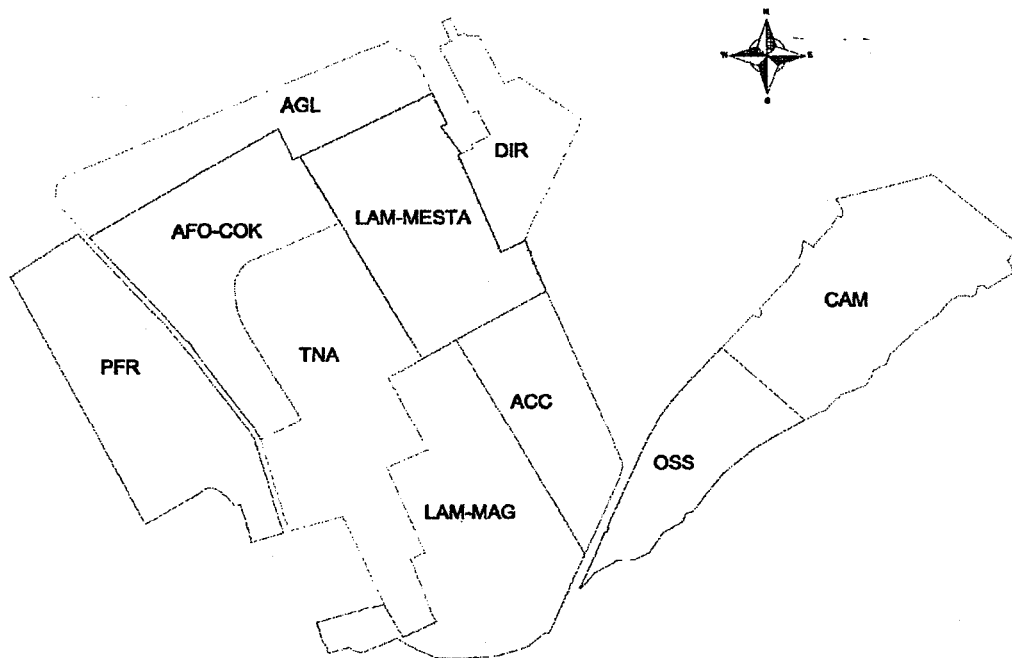 N
W
E
S
AGL
DIR
AFO-COK
LAM-MESTA
CAM
PFR
TNA
ACC
OSS
LAM-MAG